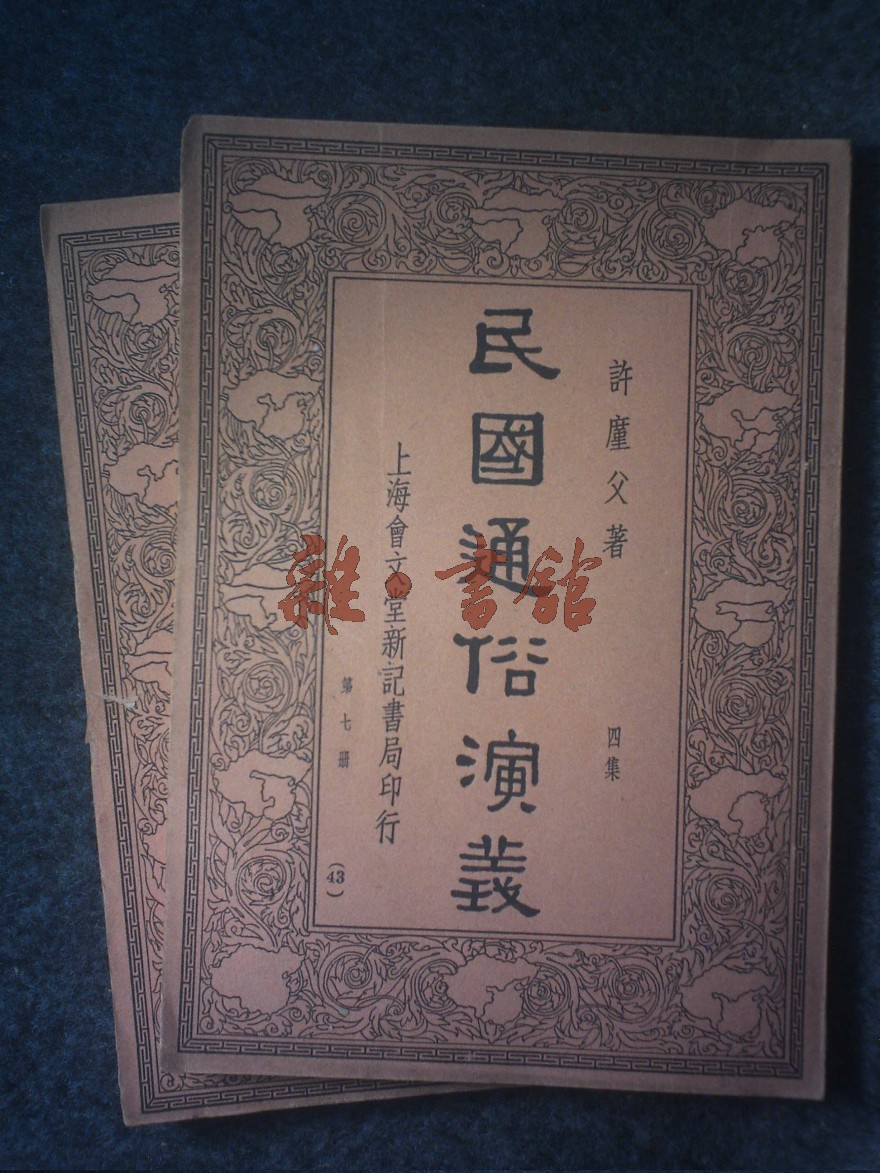 許廑父著
四集
民國通俗演義
上海會文堂新記書局印行
第七册
(43)
雜·書館